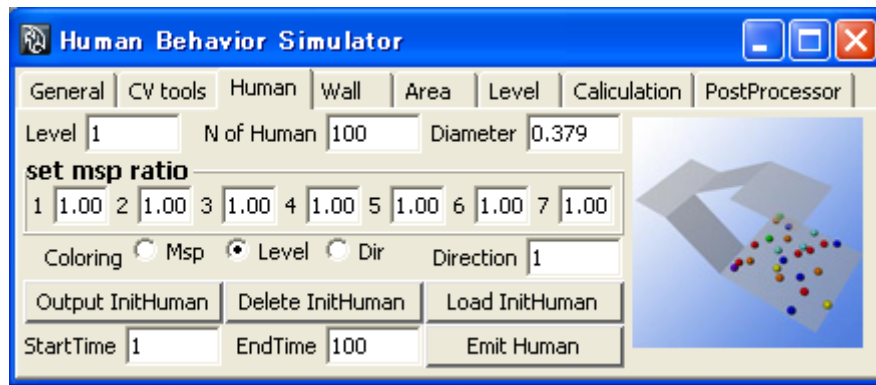 Human Behavior Simulator
General CV tools Human Wall Area Level Caliculation PostProcessor
Level 1 N of Human 100 Diameter 0.379
set msp ratio
1 1.00 2 1.00 3 1.00 4 1.00 5 1.00 6 1.00 7 1.00
Coloring Msp Level Dir Direction 1
Output InitHuman Delete InitHuman Load InitHuman
StartTime 1 EndTime 100 Emit Human